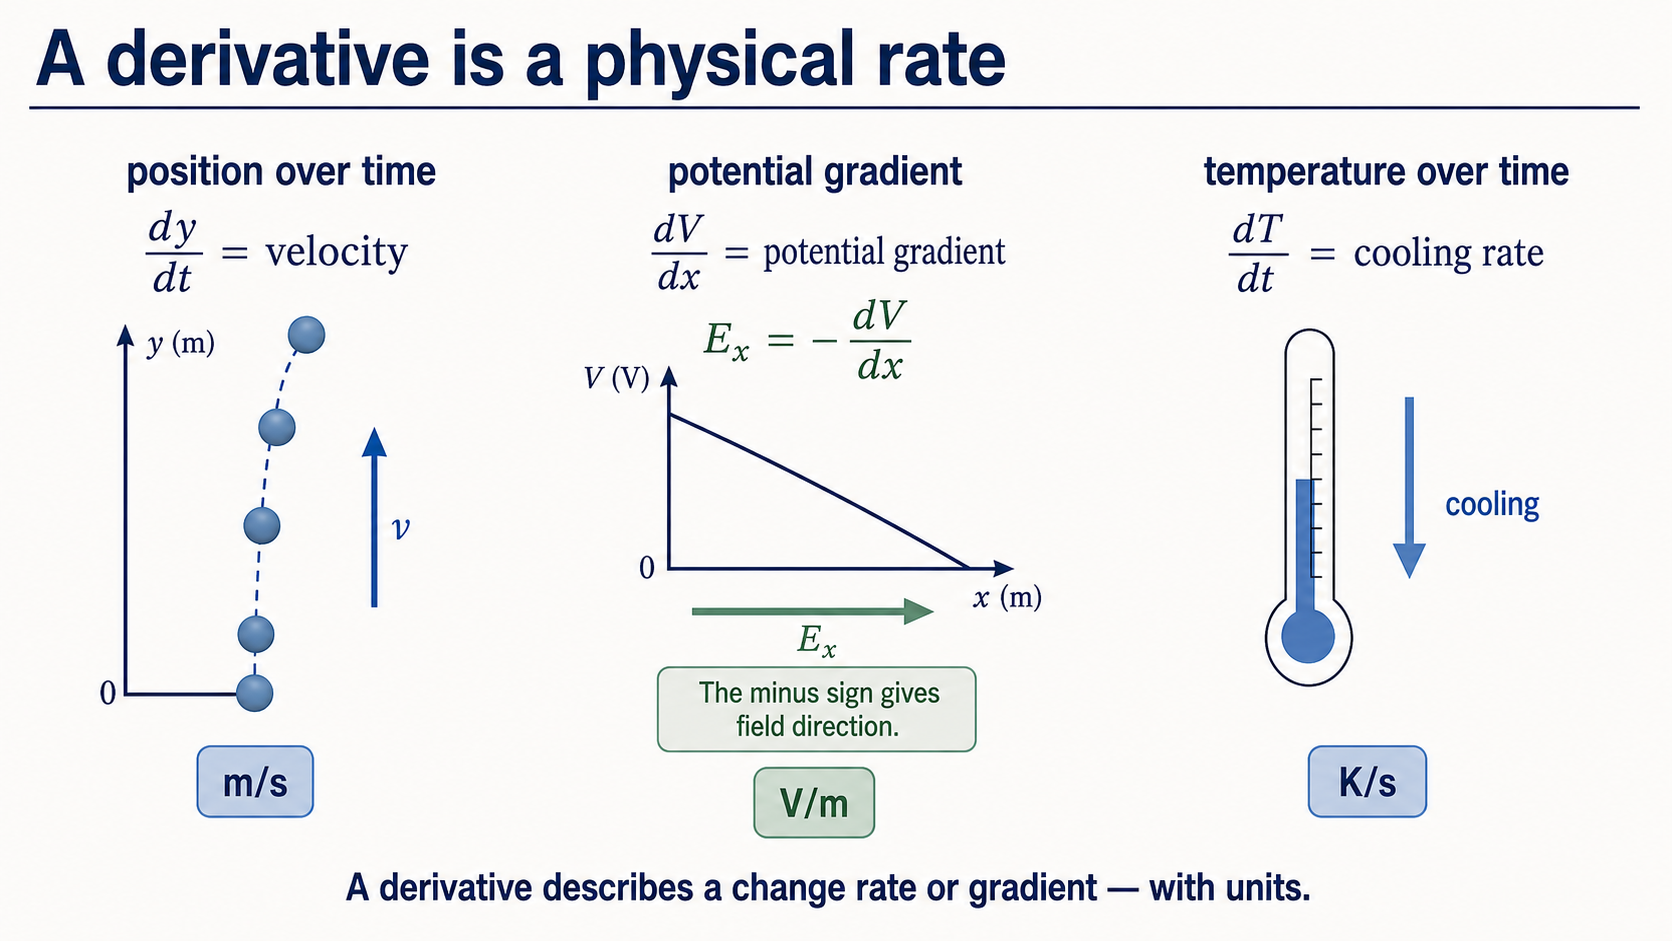 A derivative is a physical rate
position over time
dy/dt = velocity
y (m)
v
0
m/s
potential gradient
dV/dx = potential gradient
E_x = − dV/dx
V (V)
0
x (m)
E_x
The minus sign gives
field direction.
V/m
temperature over time
dT/dt = cooling rate
cooling
K/s
A derivative describes a change rate or gradient — with units.